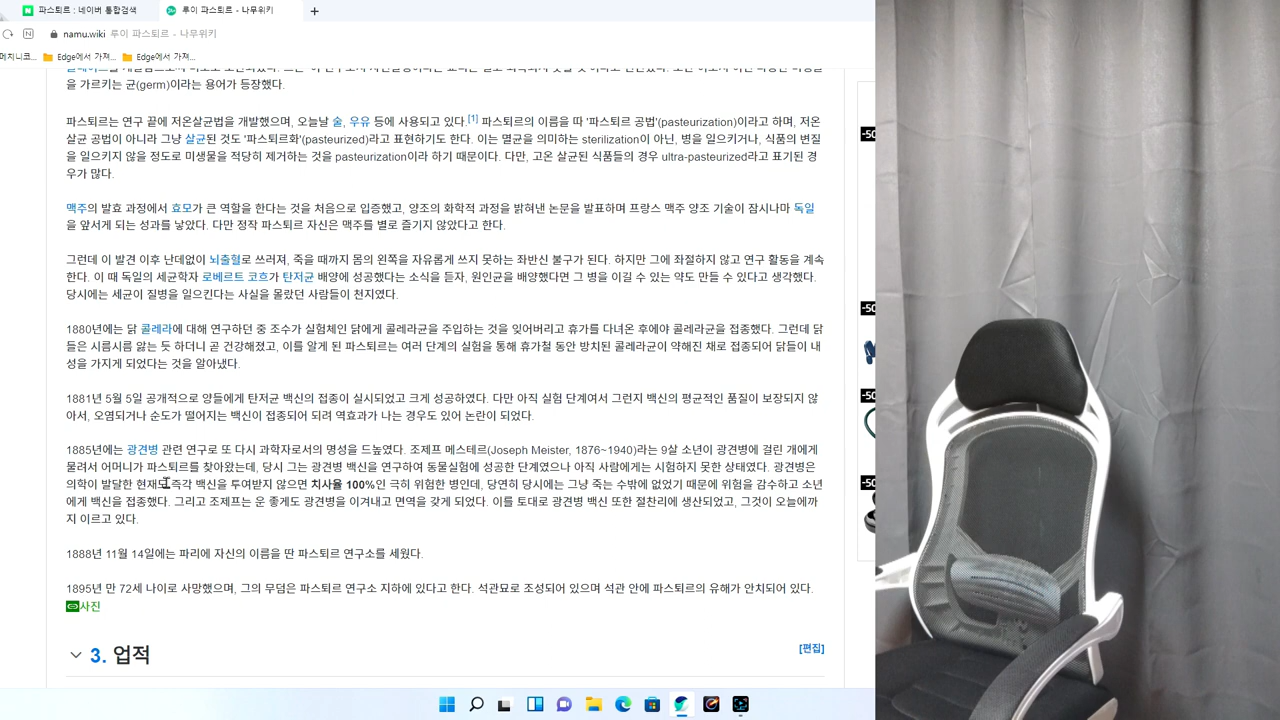 파스퇴르 : 네이버 통합검색
루이 파스퇴르 - 나무위키
namu.wiki 루이 파스퇴르 - 나무위키
Edge에서 가져...
Edge에서 가져...
을 가르키는 균(germ)이라는 용어가 등장했다.
파스퇴르는 연구 끝에 저온살균법을 개발했으며, 오늘날 술, 우유 등에 사용되고 있다.[1] 파스퇴르의 이름을 따 '파스퇴르 공법'(pasteurization)이라고 하며, 저온
살균 공법이 아니라 그냥 살균된 것도 '파스퇴르화'(pasteurized)라고 표현하기도 한다. 이는 멸균을 의미하는 sterilization이 아닌, 병을 일으키거나, 식품의 변질
을 일으키지 않을 정도로 미생물을 적당히 제거하는 것을 pasteurization이라 하기 때문이다. 다만, 고온 살균된 식품들의 경우 ultra-pasteurized라고 표기된 경
우가 많다.
맥주의 발효 과정에서 효모가 큰 역할을 한다는 것을 처음으로 입증했고, 양조의 화학적 과정을 밝혀낸 논문을 발표하며 프랑스 맥주 양조 기술이 잠시나마 독일
을 앞서게 되는 성과를 낳았다. 다만 정작 파스퇴르 자신은 맥주를 별로 즐기지 않았다고 한다.
그런데 이 발견 이후 난데없이 뇌출혈로 쓰러져, 죽을 때까지 몸의 왼쪽을 자유롭게 쓰지 못하는 좌반신 불구가 된다. 하지만 그에 좌절하지 않고 연구 활동을 계속
한다. 이 때 독일의 세균학자 로베르트 코흐가 탄저균 배양에 성공했다는 소식을 듣자, 원인균을 배양했다면 그 병을 이길 수 있는 약도 만들 수 있다고 생각했다.
당시에는 세균이 질병을 일으킨다는 사실을 몰랐던 사람들이 천지였다.
1880년에는 닭 콜레라에 대해 연구하던 중 조수가 실험체인 닭에게 콜레라균을 주입하는 것을 잊어버리고 휴가를 다녀온 후에야 콜레라균을 접종했다. 그런데 닭
들은 시름시름 앓는 듯 하더니 곧 건강해졌고, 이를 알게 된 파스퇴르는 여러 단계의 실험을 통해 휴가철 동안 방치된 콜레라균이 약해진 채로 접종되어 닭들이 내
성을 가지게 되었다는 것을 알아냈다.
1881년 5월 5일 공개적으로 양들에게 탄저균 백신의 접종이 실시되었고 크게 성공하였다. 다만 아직 실험 단계여서 그런지 백신의 평균적인 품질이 보장되지 않
아서, 오염되거나 순도가 떨어지는 백신이 접종되어 되려 역효과가 나는 경우도 있어 논란이 되었다.
1885년에는 광견병 관련 연구로 또 다시 과학자로서의 명성을 드높였다. 조제프 메스테르(Joseph Meister, 1876~1940)라는 9살 소년이 광견병에 걸린 개에게
물려서 어머니가 파스퇴르를 찾아왔는데, 당시 그는 광견병 백신을 연구하여 동물실험에 성공한 단계였으나 아직 사람에게는 시험하지 못한 상태였다. 광견병은
의학이 발달한 현재도 즉각 백신을 투여받지 않으면 치사율 100%인 극히 위험한 병인데, 당연히 당시에는 그냥 죽는 수밖에 없었기 때문에 위험을 감수하고 소년
에게 백신을 접종했다. 그리고 조제프는 운 좋게도 광견병을 이겨내고 면역을 갖게 되었다. 이를 토대로 광견병 백신 또한 절찬리에 생산되었고, 그것이 오늘에까
지 이르고 있다.
1888년 11월 14일에는 파리에 자신의 이름을 딴 파스퇴르 연구소를 세웠다.
1895년 만 72세 나이로 사망했으며, 그의 무덤은 파스퇴르 연구소 지하에 있다고 한다. 석관묘로 조성되어 있으며 석관 안에 파스퇴르의 유해가 안치되어 있다.
사진
3. 업적
[편집]
-50
-50
-50
-50